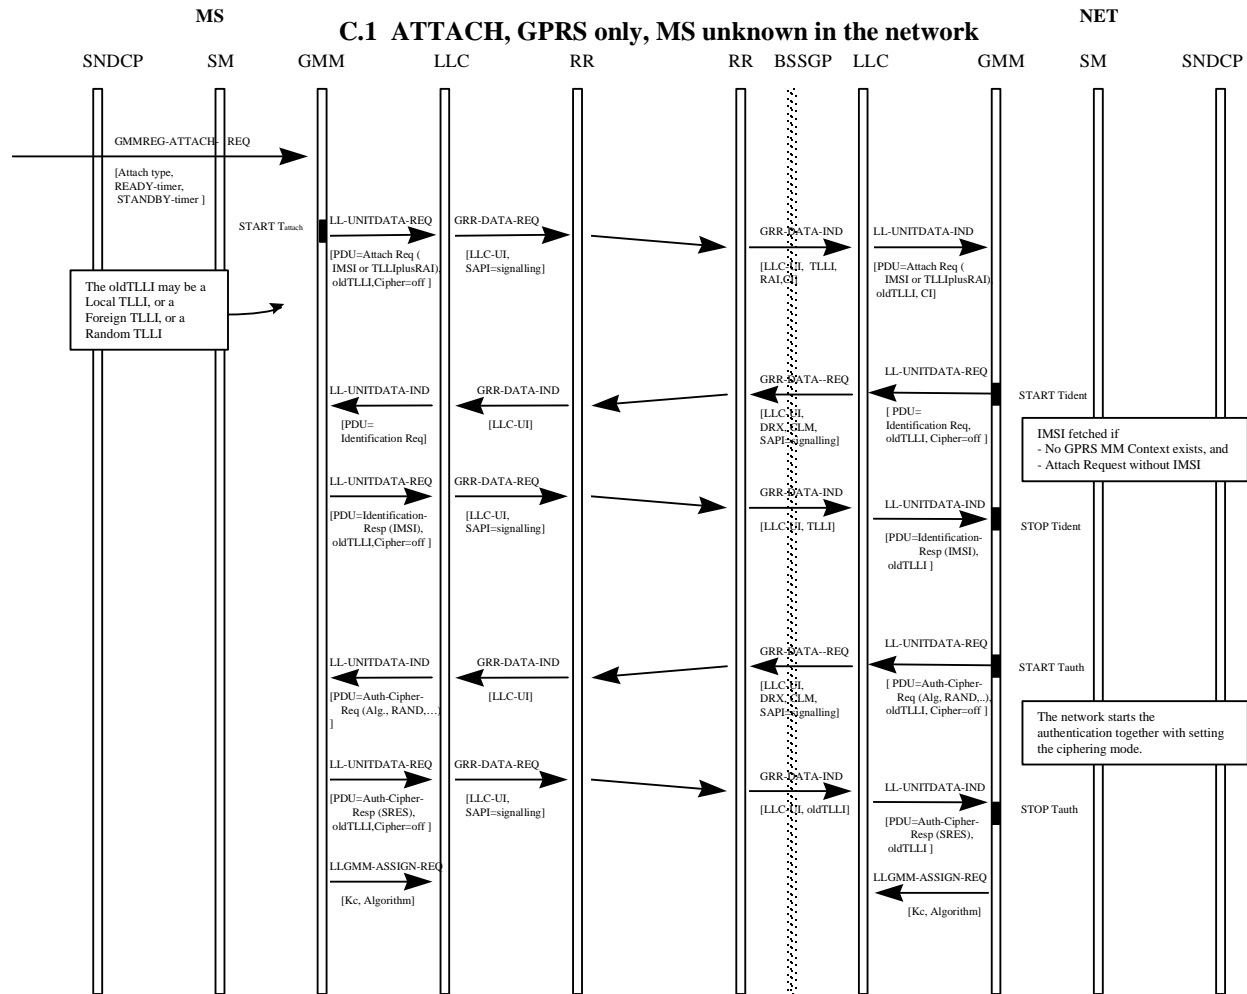 MS
NET
C.1 ATTACH, GPRS only, MS unknown in the network
SNDCP SM GMM LLC RR RR BSSGP LLC GMM SM SNDCP
GMMREG-ATTACH- REQ
[Attach type,
READY-timer,
STANDBY-timer ]
START Tattach
LL-UNITDATA-REQ
[PDU=Attach Req (
IMSI or TLLIplusRAI),
oldTLLI,Cipher=off ]
GRR-DATA-REQ
[LLC-UI,
SAPI=signalling]
GRR-DATA-IND
[LLC-UI, TLLI,
RAI,CI]
LL-UNITDATA-IND
[PDU=Attach Req (
IMSI or TLLIplusRAI),
oldTLLI, CI]
The oldTLLI may be a
Local TLLI, or a
Foreign TLLI, or a
Random TLLI
LL-UNITDATA-IND
[PDU=
Identification Req]
GRR-DATA-IND
[LLC-UI]
GRR-DATA--REQ
[LLC-UI,
DRX, CLM,
SAPI=signalling]
LL-UNITDATA-REQ
[ PDU=
Identification Req,
oldTLLI, Cipher=off ]
START Tident
IMSI fetched if
- No GPRS MM Context exists, and
- Attach Request without IMSI
LL-UNITDATA-REQ
[PDU=Identification-
Resp (IMSI),
oldTLLI,Cipher=off ]
GRR-DATA-REQ
[LLC-UI,
SAPI=signalling]
GRR-DATA-IND
[LLC-UI, TLLI]
LL-UNITDATA-IND
[PDU=Identification-
Resp (IMSI),
oldTLLI ]
STOP Tident
LL-UNITDATA-IND
[PDU=Auth-Cipher-
Req (Alg., RAND,…)
]
GRR-DATA-IND
[LLC-UI]
GRR-DATA--REQ
[LLC-UI,
DRX, CLM,
SAPI=signalling]
LL-UNITDATA-REQ
[ PDU=Auth-Cipher-
Req (Alg, RAND,..),
oldTLLI, Cipher=off ]
START Tauth
The network starts the
authentication together with setting
the ciphering mode.
LL-UNITDATA-REQ
[PDU=Auth-Cipher-
Resp (SRES),
oldTLLI,Cipher=off ]
GRR-DATA-REQ
[LLC-UI,
SAPI=signalling]
GRR-DATA-IND
[LLC-UI, oldTLLI]
LL-UNITDATA-IND
[PDU=Auth-Cipher-
Resp (SRES),
oldTLLI ]
STOP Tauth
LLGMM-ASSIGN-REQ
[Kc, Algorithm]
LLGMM-ASSIGN-REQ
[Kc, Algorithm]